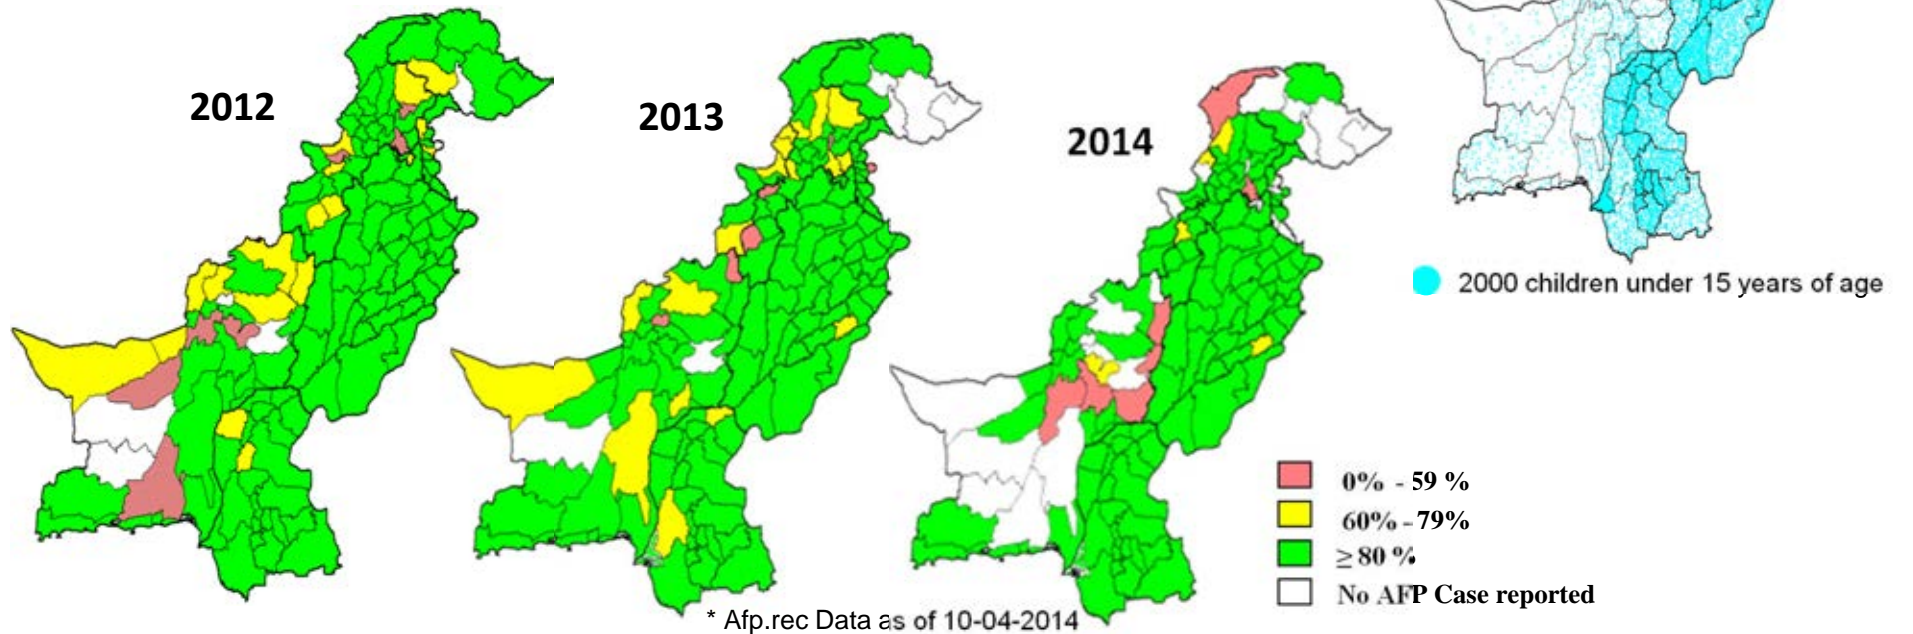 2012
2013
2014
2000 children under 15 years of age
0% - 59 %
60% - 79%
≥ 80 %
No AFP Case reported
* Afp.rec Data as of 10-04-2014